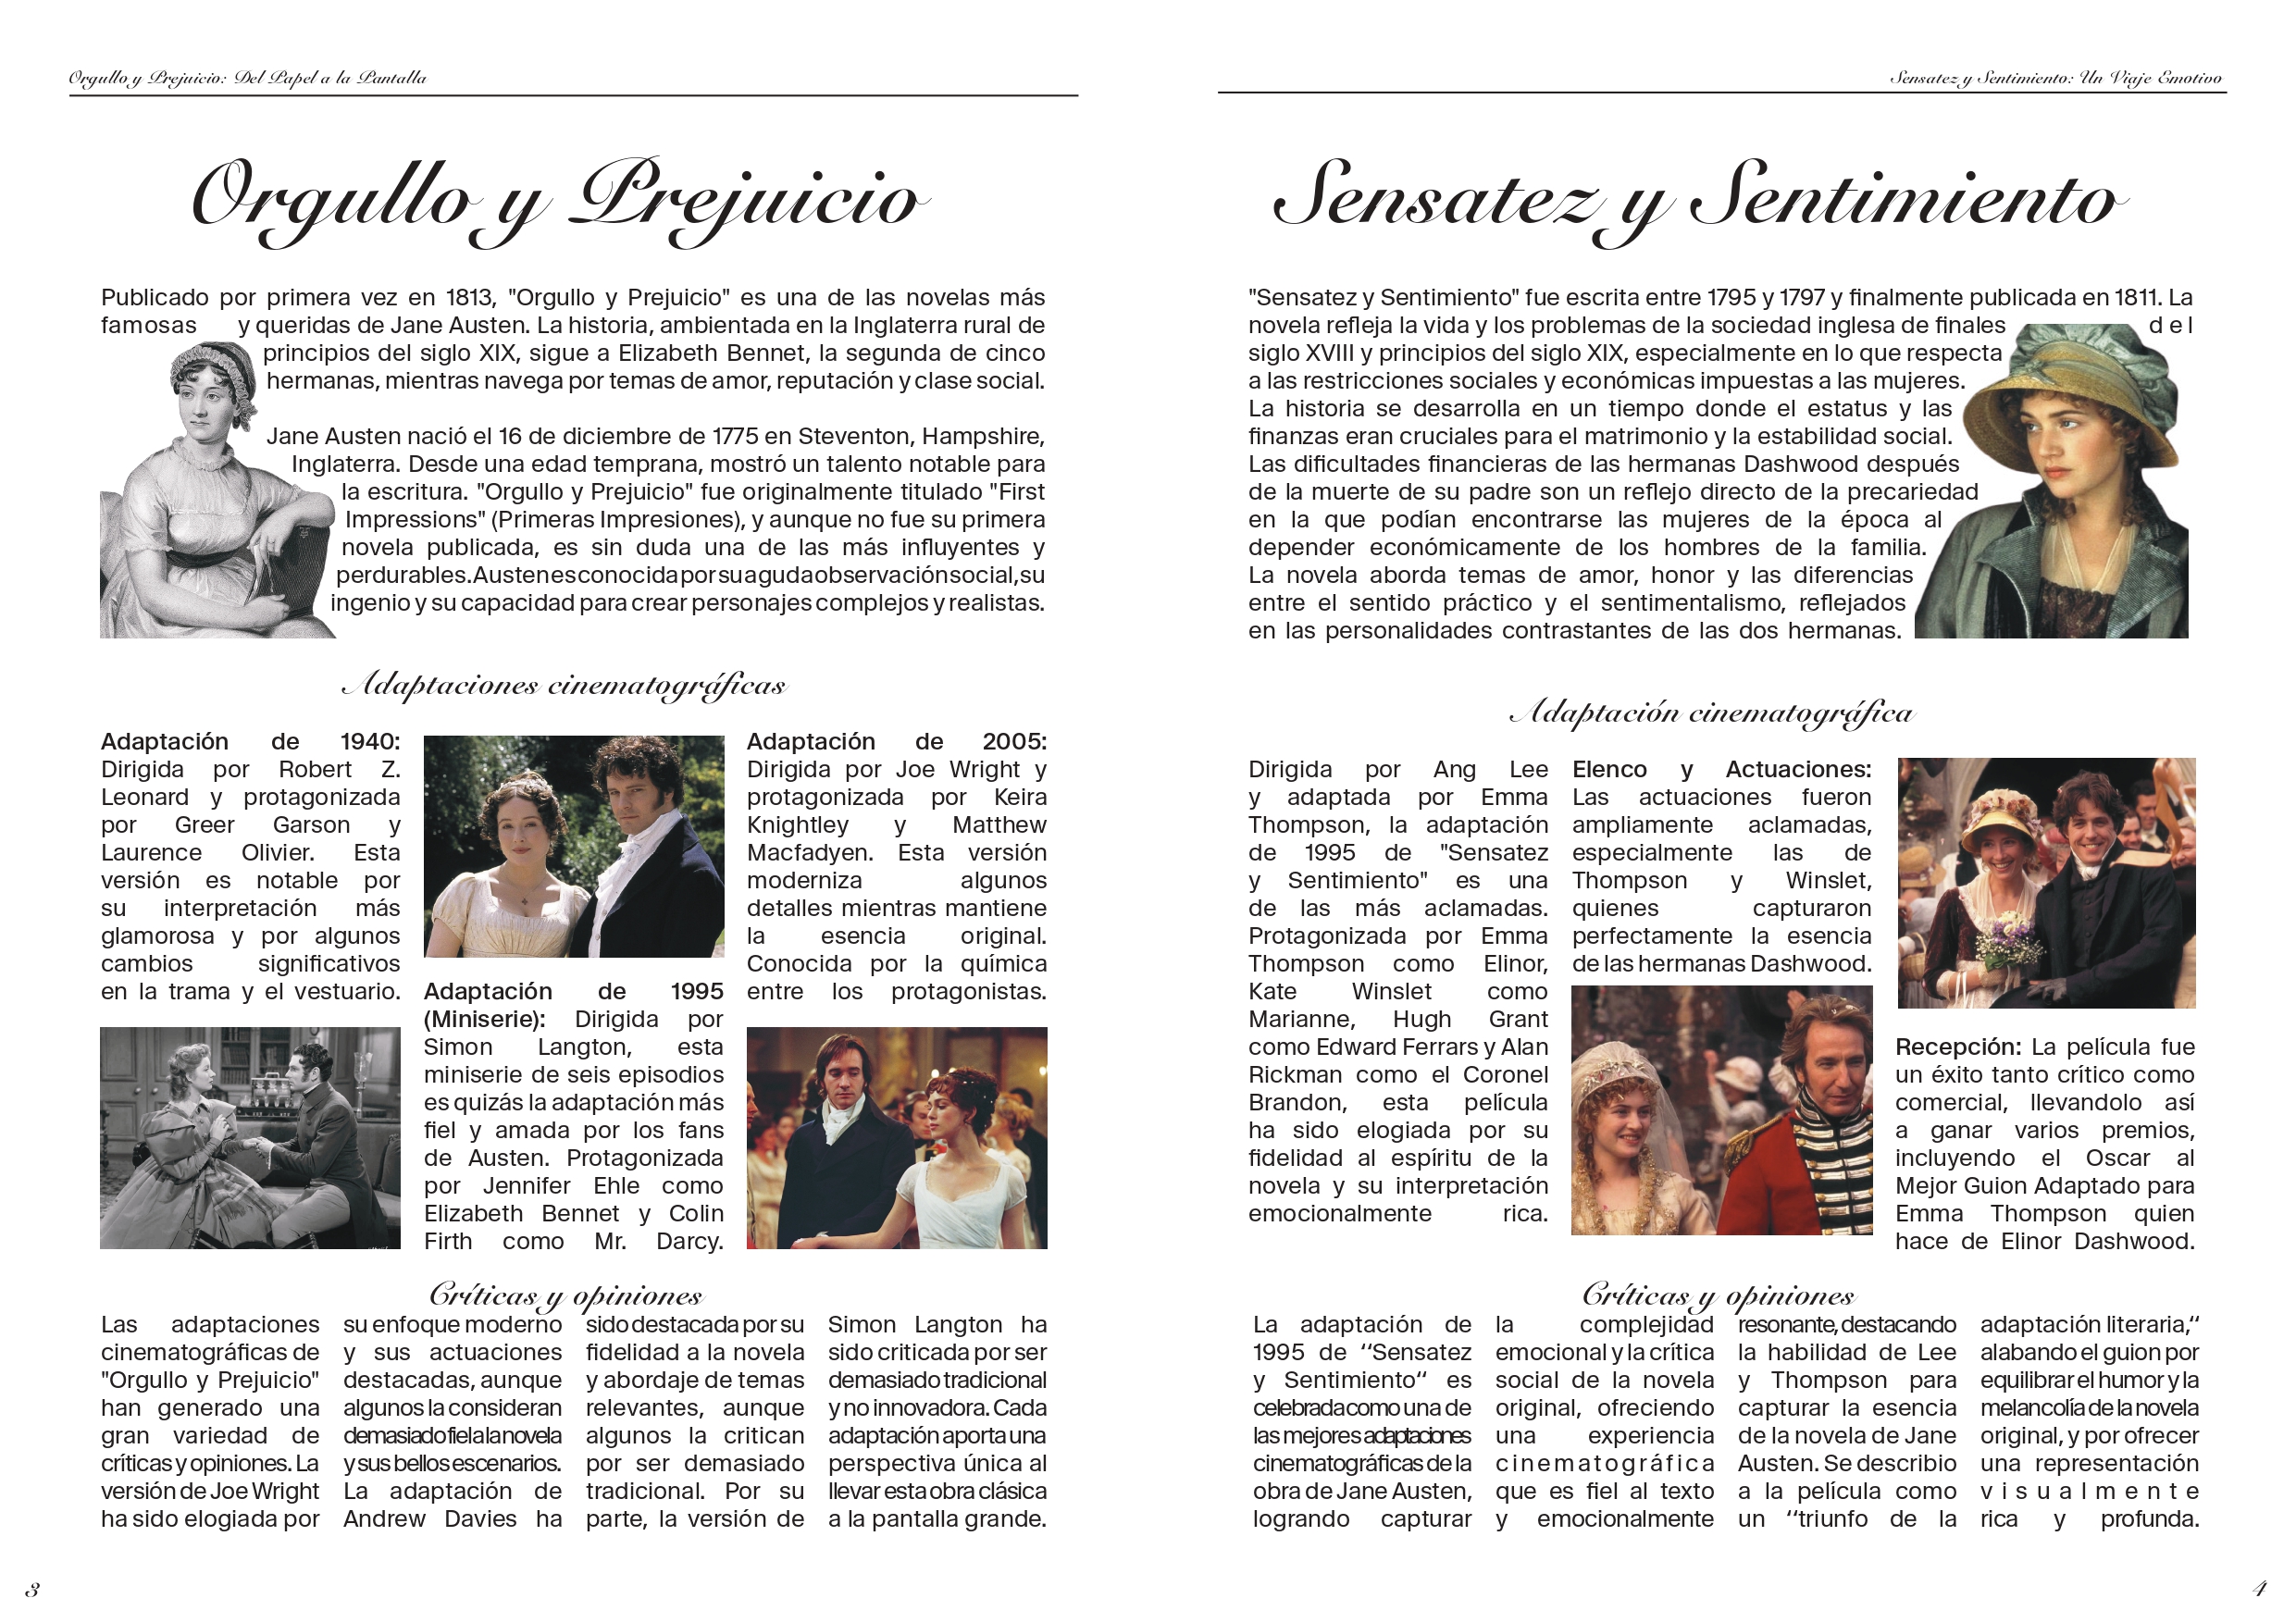 Orgullo y Prejuicio: Del Papel a la Pantalla
Orgullo y Prejuicio
Publicado por primera vez en 1813, "Orgullo y Prejuicio" es una de las novelas más
famosas y queridas de Jane Austen. La historia, ambientada en la Inglaterra rural de
principios del siglo XIX, sigue a Elizabeth Bennet, la segunda de cinco
hermanas, mientras navega por temas de amor, reputación y clase social.
Jane Austen nació el 16 de diciembre de 1775 en Steventon, Hampshire,
Inglaterra. Desde una edad temprana, mostró un talento notable para
la escritura. "Orgullo y Prejuicio" fue originalmente titulado "First
Impressions" (Primeras Impresiones), y aunque no fue su primera
novela publicada, es sin duda una de las más influyentes y
perdurables. Austen es conocida por su aguda observación social, su
ingenio y su capacidad para crear personajes complejos y realistas.
Adaptaciones cinematográficas
Adaptación de 1940:
Dirigida por Robert Z.
Leonard y protagonizada
por Greer Garson y
Laurence Olivier. Esta
versión es notable por
su interpretación más
glamorosa y por algunos
cambios significativos
en la trama y el vestuario.
Adaptación de 1995
(Miniserie): Dirigida por
Simon Langton, esta
miniserie de seis episodios
es quizás la adaptación más
fiel y amada por los fans
de Austen. Protagonizada
por Jennifer Ehle como
Elizabeth Bennet y Colin
Firth como Mr. Darcy.
Adaptación de 2005:
Dirigida por Joe Wright y
protagonizada por Keira
Knightley y Matthew
Macfadyen. Esta versión
moderniza algunos
detalles mientras mantiene
la esencia original.
Conocida por la química
entre los protagonistas.
Críticas y opiniones
Las adaptaciones
cinematográficas de
"Orgullo y Prejuicio"
han generado una
gran variedad de
críticas y opiniones. La
versión de Joe Wright
ha sido elogiada por
su enfoque moderno
y sus actuaciones
destacadas, aunque
algunos la consideran
demasiado fiel a la novela
y sus bellos escenarios.
La adaptación de
Andrew Davies ha
sido destacada por su
fidelidad a la novela
y abordaje de temas
relevantes, aunque
algunos la critican
por ser demasiado
tradicional. Por su
parte, la versión de
Simon Langton ha
sido criticada por ser
demasiado tradicional
y no innovadora. Cada
adaptación aporta una
perspectiva única al
llevar esta obra clásica
a la pantalla grande.
3
Sensatez y Sentimiento: Un Viaje Emotivo
Sensatez y Sentimiento
"Sensatez y Sentimiento" fue escrita entre 1795 y 1797 y finalmente publicada en 1811. La
novela refleja la vida y los problemas de la sociedad inglesa de finales del
siglo XVIII y principios del siglo XIX, especialmente en lo que respecta
a las restricciones sociales y económicas impuestas a las mujeres.
La historia se desarrolla en un tiempo donde el estatus y las
finanzas eran cruciales para el matrimonio y la estabilidad social.
Las dificultades financieras de las hermanas Dashwood después
de la muerte de su padre son un reflejo directo de la precariedad
en la que podían encontrarse las mujeres de la época al
depender económicamente de los hombres de la familia.
La novela aborda temas de amor, honor y las diferencias
entre el sentido práctico y el sentimentalismo, reflejados
en las personalidades contrastantes de las dos hermanas.
Adaptación cinematográfica
Dirigida por Ang Lee
y adaptada por Emma
Thompson, la adaptación
de 1995 de "Sensatez
y Sentimiento" es una
de las más aclamadas.
Protagonizada por Emma
Thompson como Elinor,
Kate Winslet como
Marianne, Hugh Grant
como Edward Ferrars y Alan
Rickman como el Coronel
Brandon, esta película
ha sido elogiada por su
fidelidad al espíritu de la
novela y su interpretación
emocionalmente rica.
Elenco y Actuaciones:
Las actuaciones fueron
ampliamente aclamadas,
especialmente las de
Thompson y Winslet,
quienes capturaron
perfectamente la esencia
de las hermanas Dashwood.
Recepción: La película fue
un éxito tanto crítico como
comercial, llevandolo así
a ganar varios premios,
incluyendo el Oscar al
Mejor Guion Adaptado para
Emma Thompson quien
hace de Elinor Dashwood.
Críticas y opiniones
La adaptación de
1995 de “Sensatez
y Sentimiento“ es
celebrada como una de
las mejores adaptaciones
cinematográficas de la
obra de Jane Austen,
logrando capturar
la complejidad
emocional y la crítica
social de la novela
original, ofreciendo
una experiencia
cinematográfica
que es fiel al texto
y emocionalmente
resonante, destacando
la habilidad de Lee
y Thompson para
capturar la esencia
de la novela de Jane
Austen. Se describio
a la película como
un “triunfo de la
adaptación literaria,“
alabando el guion por
equilibrar el humor y la
melancolía de la novela
original, y por ofrecer
una representación
visualmente
rica y profunda.
4